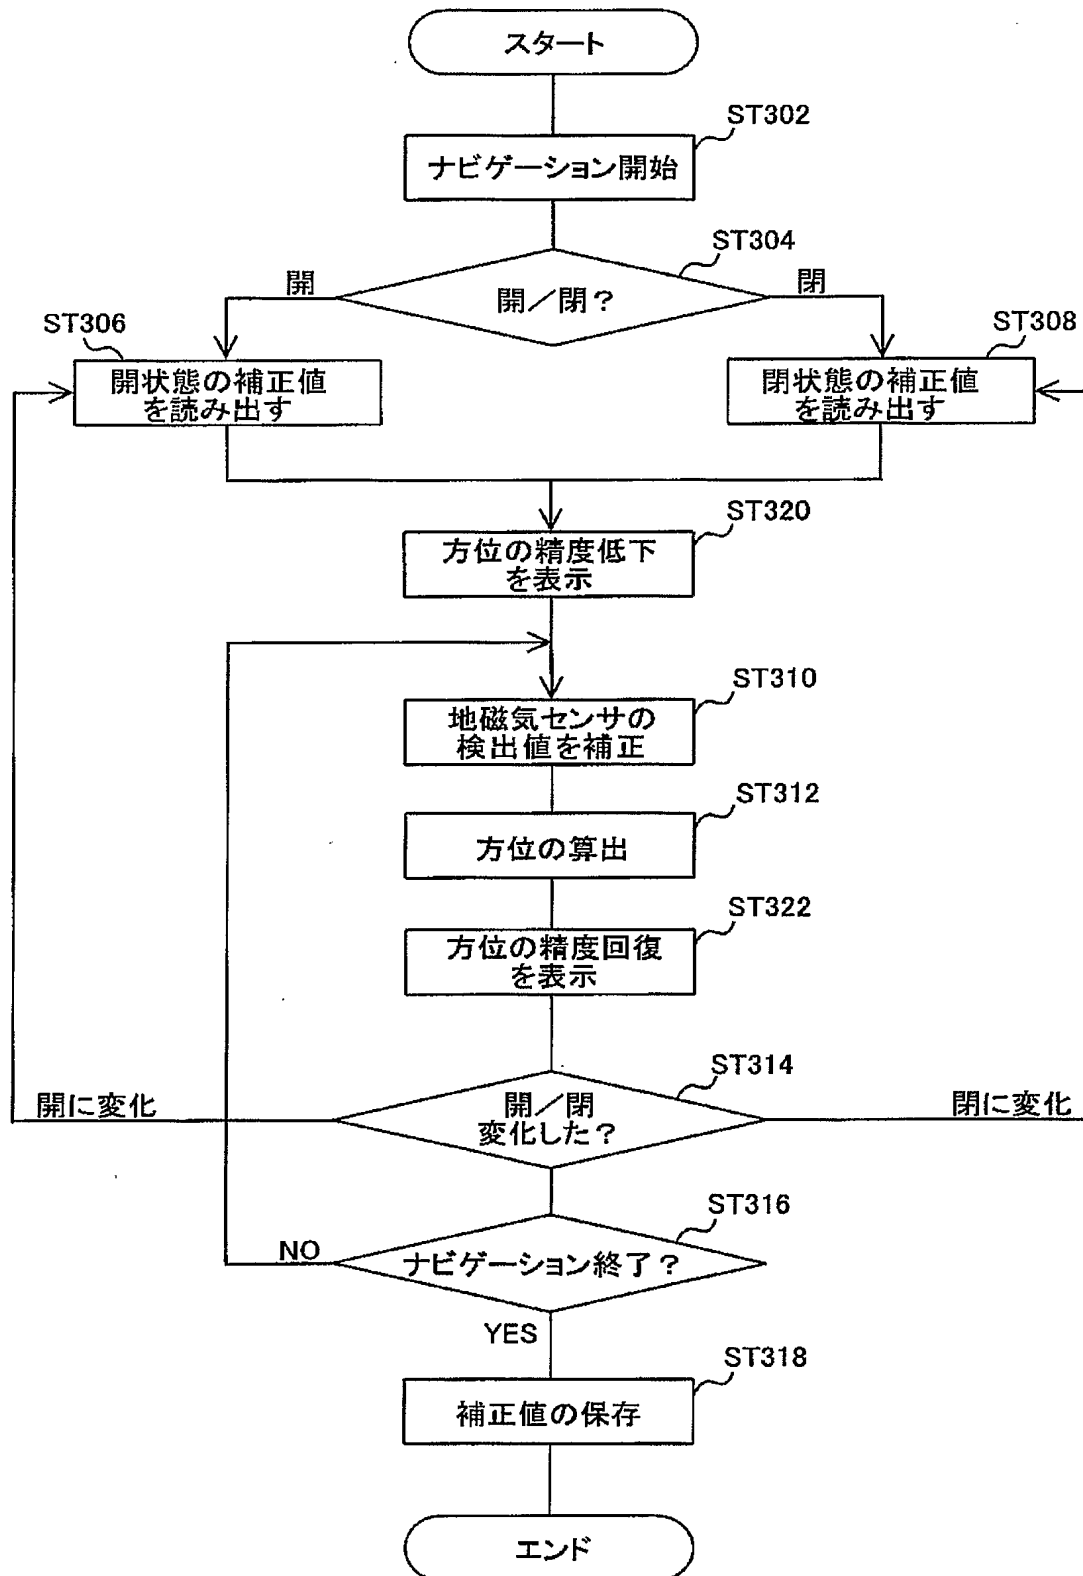 スタート
ST302
ナビゲーション開始
ST304
開
開／閉？
閉
ST306
開状態の補正値
を読み出す
ST308
閉状態の補正値
を読み出す
ST320
方位の精度低下
を表示
ST310
地磁気センサの
検出値を補正
ST312
方位の算出
ST322
方位の精度回復
を表示
ST314
開に変化
開／閉
変化した？
閉に変化
ST316
NO
ナビゲーション終了？
YES
ST318
補正値の保存
エンド